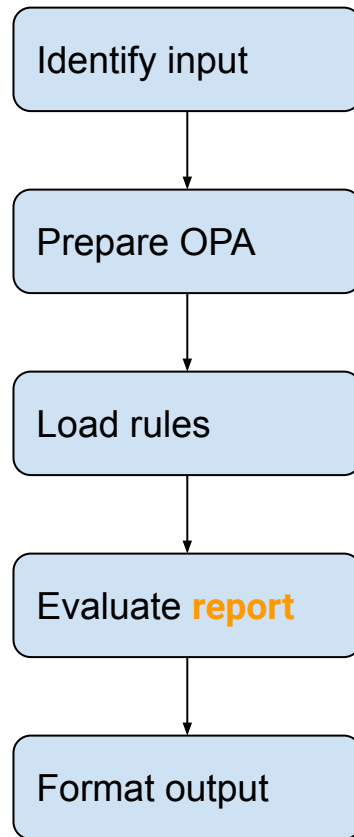 Identify input
Prepare OPA
Load rules
Evaluate report
Format output